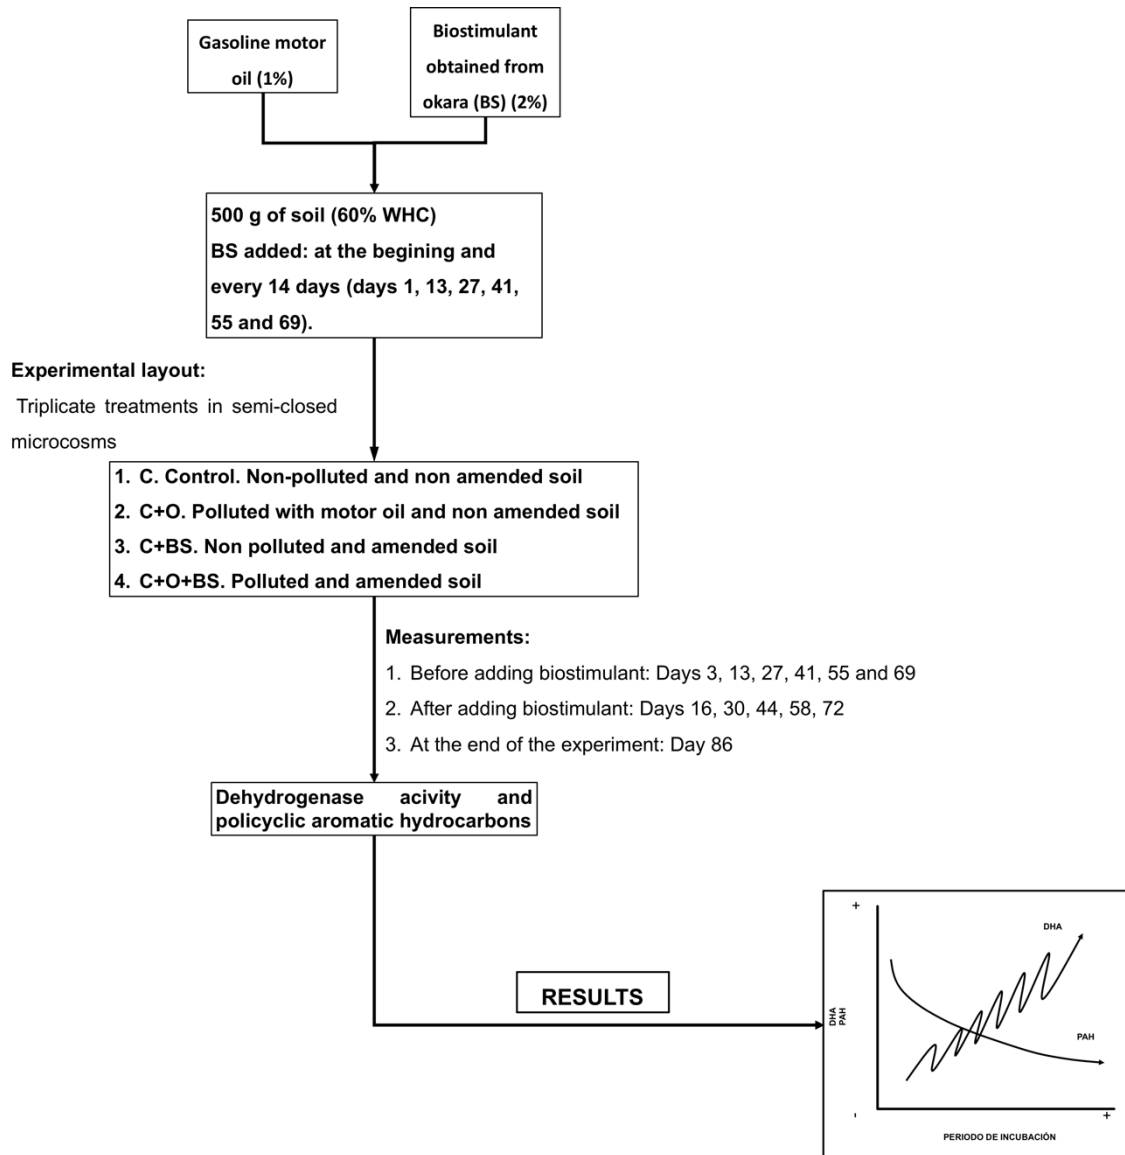 Gasoline motor
oil (1%)
Biostimulant
obtained from
okara (BS) (2%)
500 g of soil (60% WHC)
BS added: at the begining and
every 14 days (days 1, 13, 27, 41,
55 and 69).
Experimental layout:
Triplicate treatments in semi-closed
microcosms
1. C. Control. Non-polluted and non amended soil
2. C+O. Polluted with motor oil and non amended soil
3. C+BS. Non polluted and amended soil
4. C+O+BS. Polluted and amended soil
Measurements:
1. Before adding biostimulant: Days 3, 13, 27, 41, 55 and 69
2. After adding biostimulant: Days 16, 30, 44, 58, 72
3. At the end of the experiment: Day 86
Dehydrogenase acivity and
policyclic aromatic hydrocarbons
RESULTS
+
DHA
DHA
PAH
PAH
-
+
PERIODO DE INCUBACIÓN